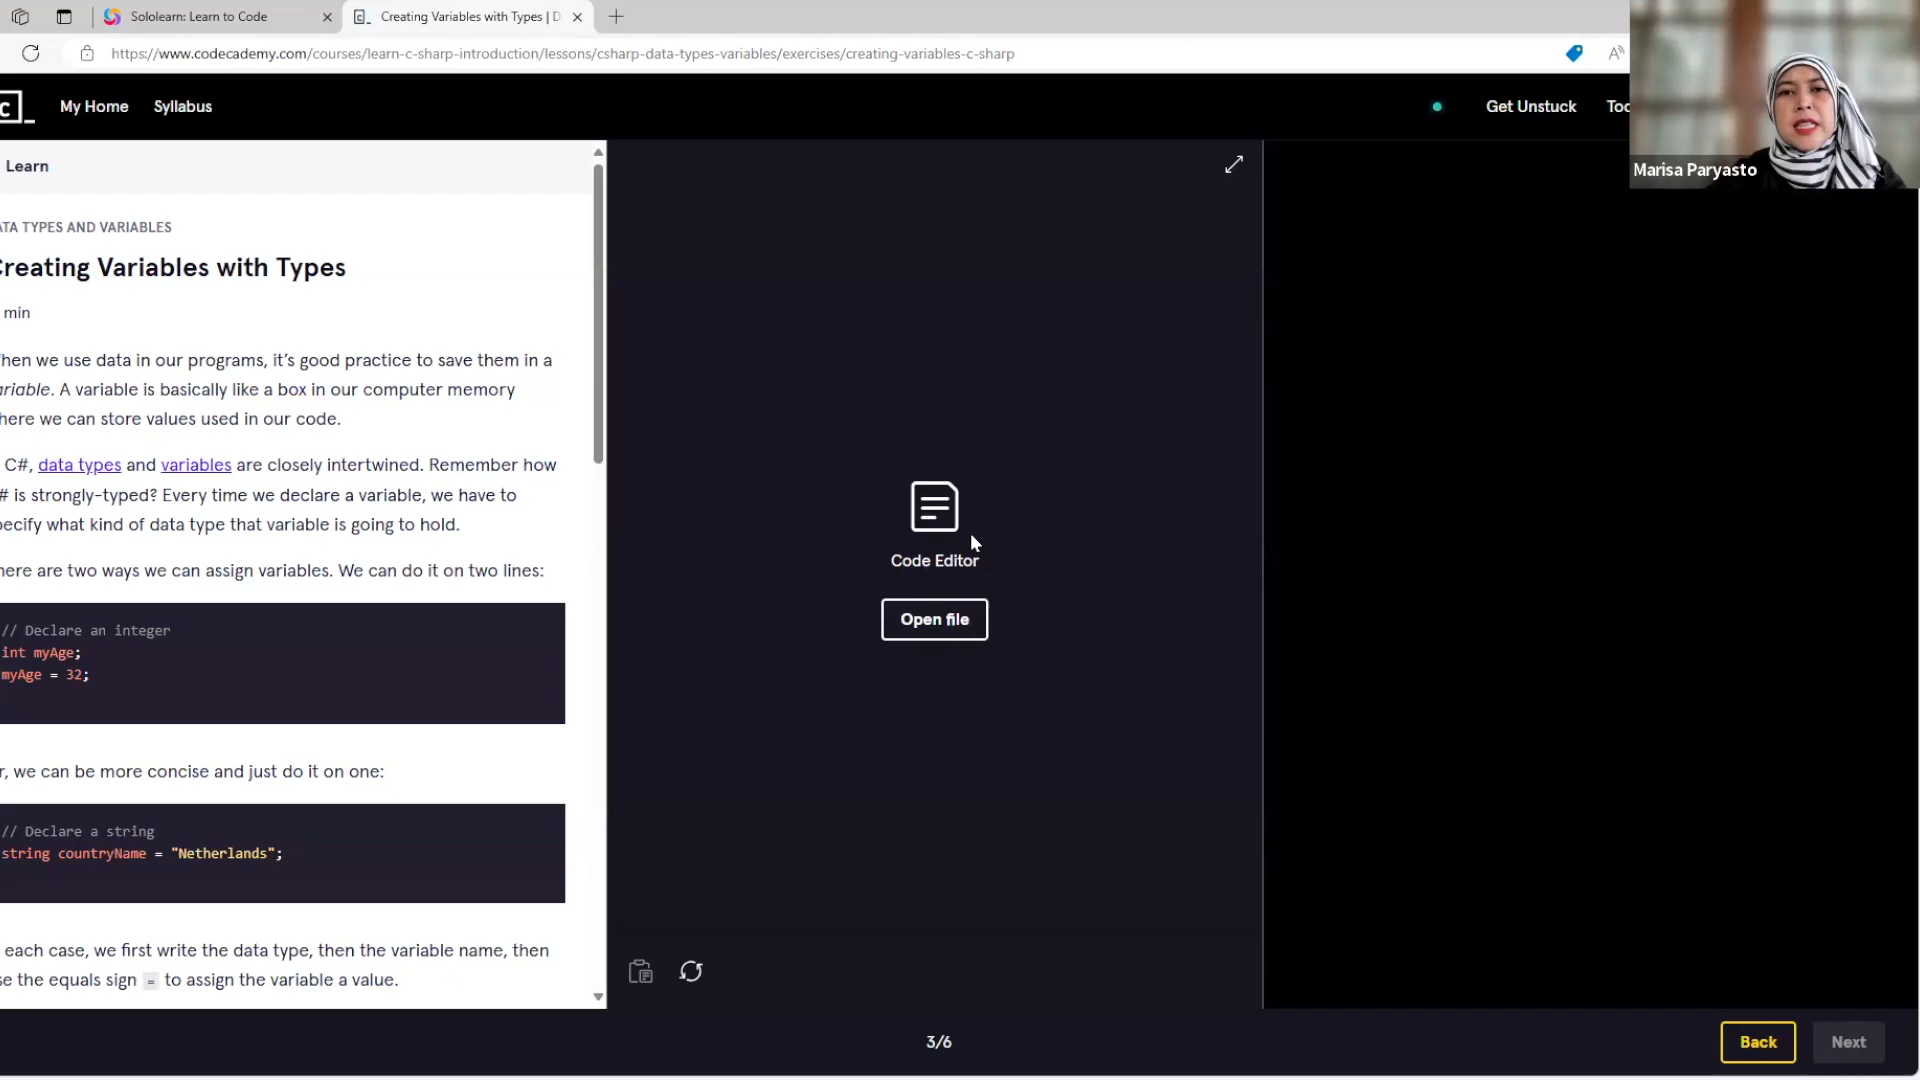 Sololearn: Learn to Code
Creating Variables with Types | D
https://www.codecademy.com/courses/learn-c-sharp-introduction/lessons/csharp-data-types-variables/exercises/creating-variables-c-sharp
c_
My Home
Syllabus
Get Unstuck
Too
Marisa Paryasto
Learn
ATA TYPES AND VARIABLES
Creating Variables with Types
min
hen we use data in our programs, it's good practice to save them in a
ariable. A variable is basically like a box in our computer memory
here we can store values used in our code.
C#, data types and variables are closely intertwined. Remember how
# is strongly-typed? Every time we declare a variable, we have to
pecify what kind of data type that variable is going to hold.
here are two ways we can assign variables. We can do it on two lines:
// Declare an integer
int myAge;
myAge = 32;
r, we can be more concise and just do it on one:
// Declare a string
string countryName = "Netherlands";
each case, we first write the data type, then the variable name, then
se the equals sign = to assign the variable a value.
Code Editor
Open file
3/6
Back
Next